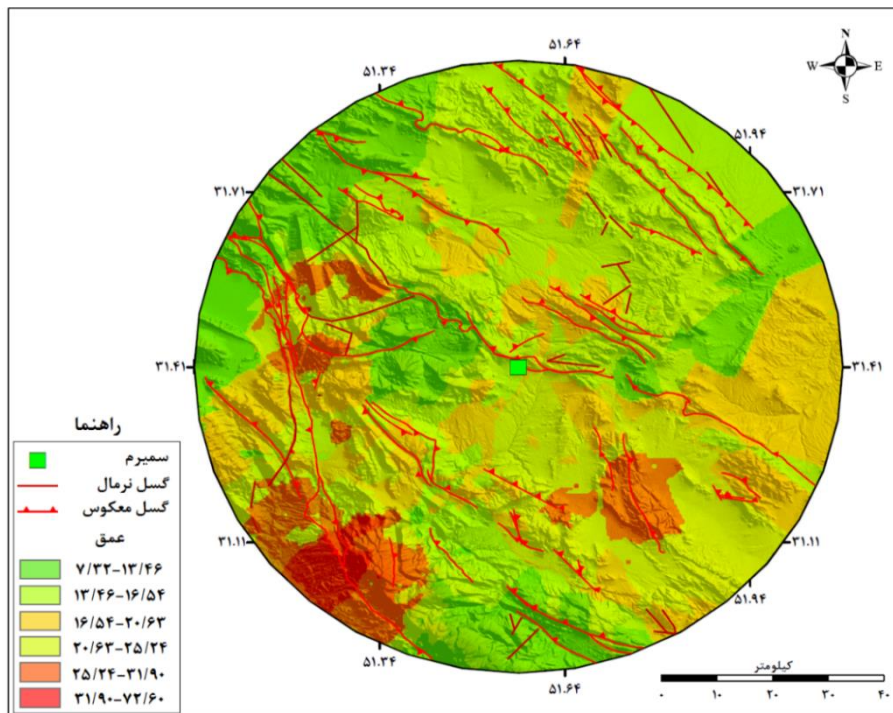 ۵۱.۶۴
۵۱.۳۴
N
W E
S
۵۱.۹۴
۳۱.۷۱
۳۱.۷۱
۳۱.۴۱
۳۱.۴۱
راهنما
سمیرم
گسل نرمال
گسل معکوس
عمق
۷/۳۲-۱۳/۴۶
۱۳/۴۶-۱۶/۵۴
۱۶/۵۴-۲۰/۶۳
۲۰/۶۳-۲۵/۲۴
۲۵/۲۴-۳۱/۹۰
۳۱/۹۰-۷۲/۶۰
۳۱.۱۱
۳۱.۱۱
۵۱.۹۴
۵۱.۳۴
۵۱.۶۴
کیلومتر
۰ ۱۰ ۲۰ ۳۰ ۴۰